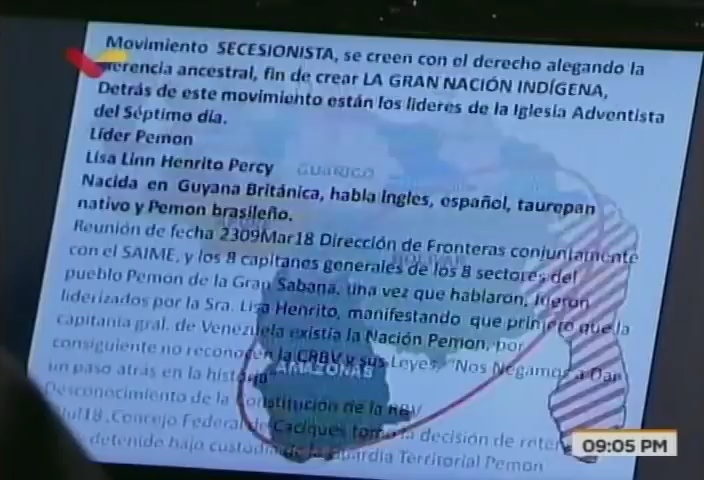 Movimiento SECESIONISTA, se creen con el derecho alegando la
herencia ancestral, fin de crear LA GRAN NACIÓN INDÍGENA,
Detrás de este movimiento están los lideres de la Iglesia Adventista
del Séptimo día.
Líder Pemon
Lisa Linn Henrito Percy
GUARICO
Nacida en Guyana Británica, habla Ingles, español, taurepan
nativo y Pemon brasileño.
Reunión de fecha 2309Mar18 Dirección de Fronteras conjuntamente
con el SAIME, y los 8 capitanes generales de los 8 sectores del
BOLIVAR
pueblo Pemon de la Gran Sabana, una vez que hablaron, fueron
liderizados por la Sra. Lisa Henrito, manifestando que primero que la
capitanía gral. de Venezuela existía la Nación Pemon, por
consiguiente no reconocen la CRBV y sus Leyes, "Nos Negamos a Dar
un paso atrás en la historia"
AMAZONAS
Desconocimiento de la Constitución de la RBV
Jul18 ,Concejo Federal de Caciques toma la decisión de
detenido bajo custodia de la Guardia Territorial Pemon
09:05 PM